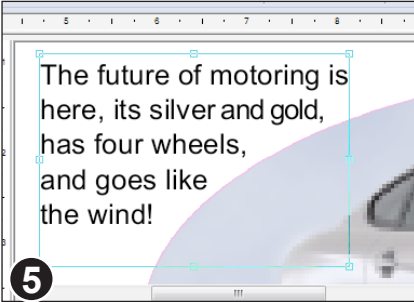 5 6 7 8
The future of motoring is
here, its silver and gold,
has four wheels,
and goes like
the wind!
5